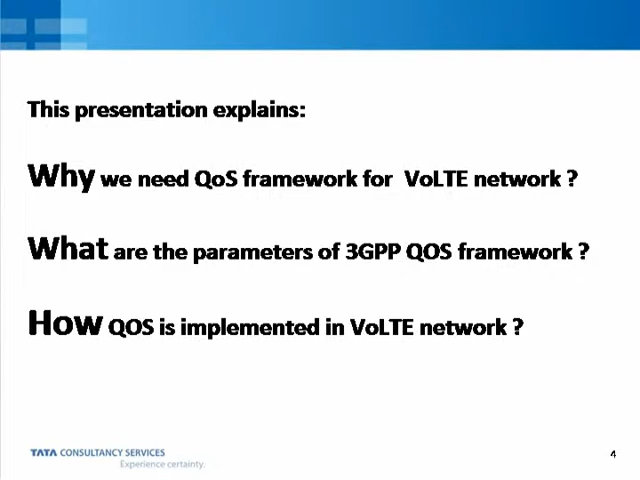 This presentation explains:
Why we need QoS framework for VoLTE network ?
What are the parameters of 3GPP QOS framework ?
How QOS is implemented in VoLTE network ?
TATA CONSULTANCY SERVICES
Experience certainty.
4